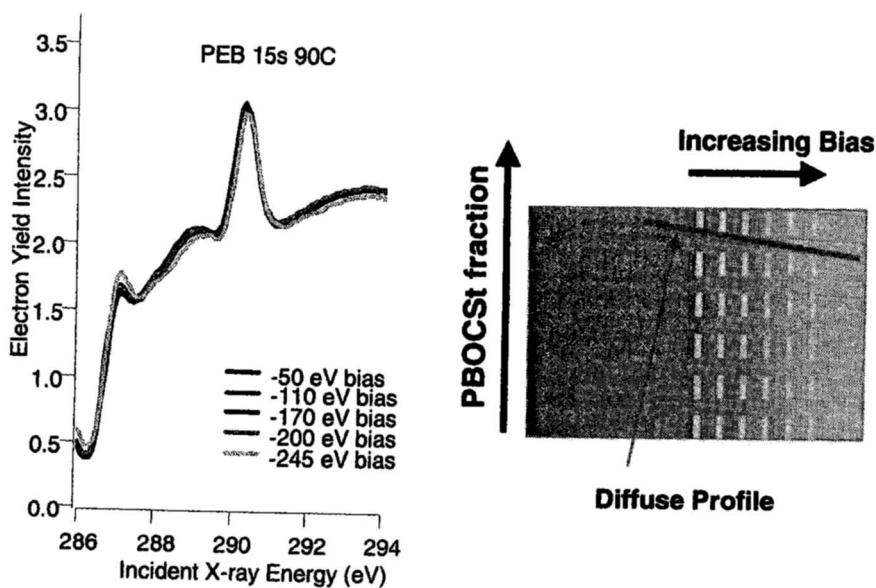 PEB 15s 90C
3.5
3.0
2.5
2.0
1.5
1.0
0.5
0.0
Electron Yield Intensity
-50 eV bias
-110 eV bias
-170 eV bias
-200 eV bias
-245 eV bias
286
288
290
292
294
Incident X-ray Energy (eV)
Increasing Bias
PBOCSt fraction
Diffuse Profile